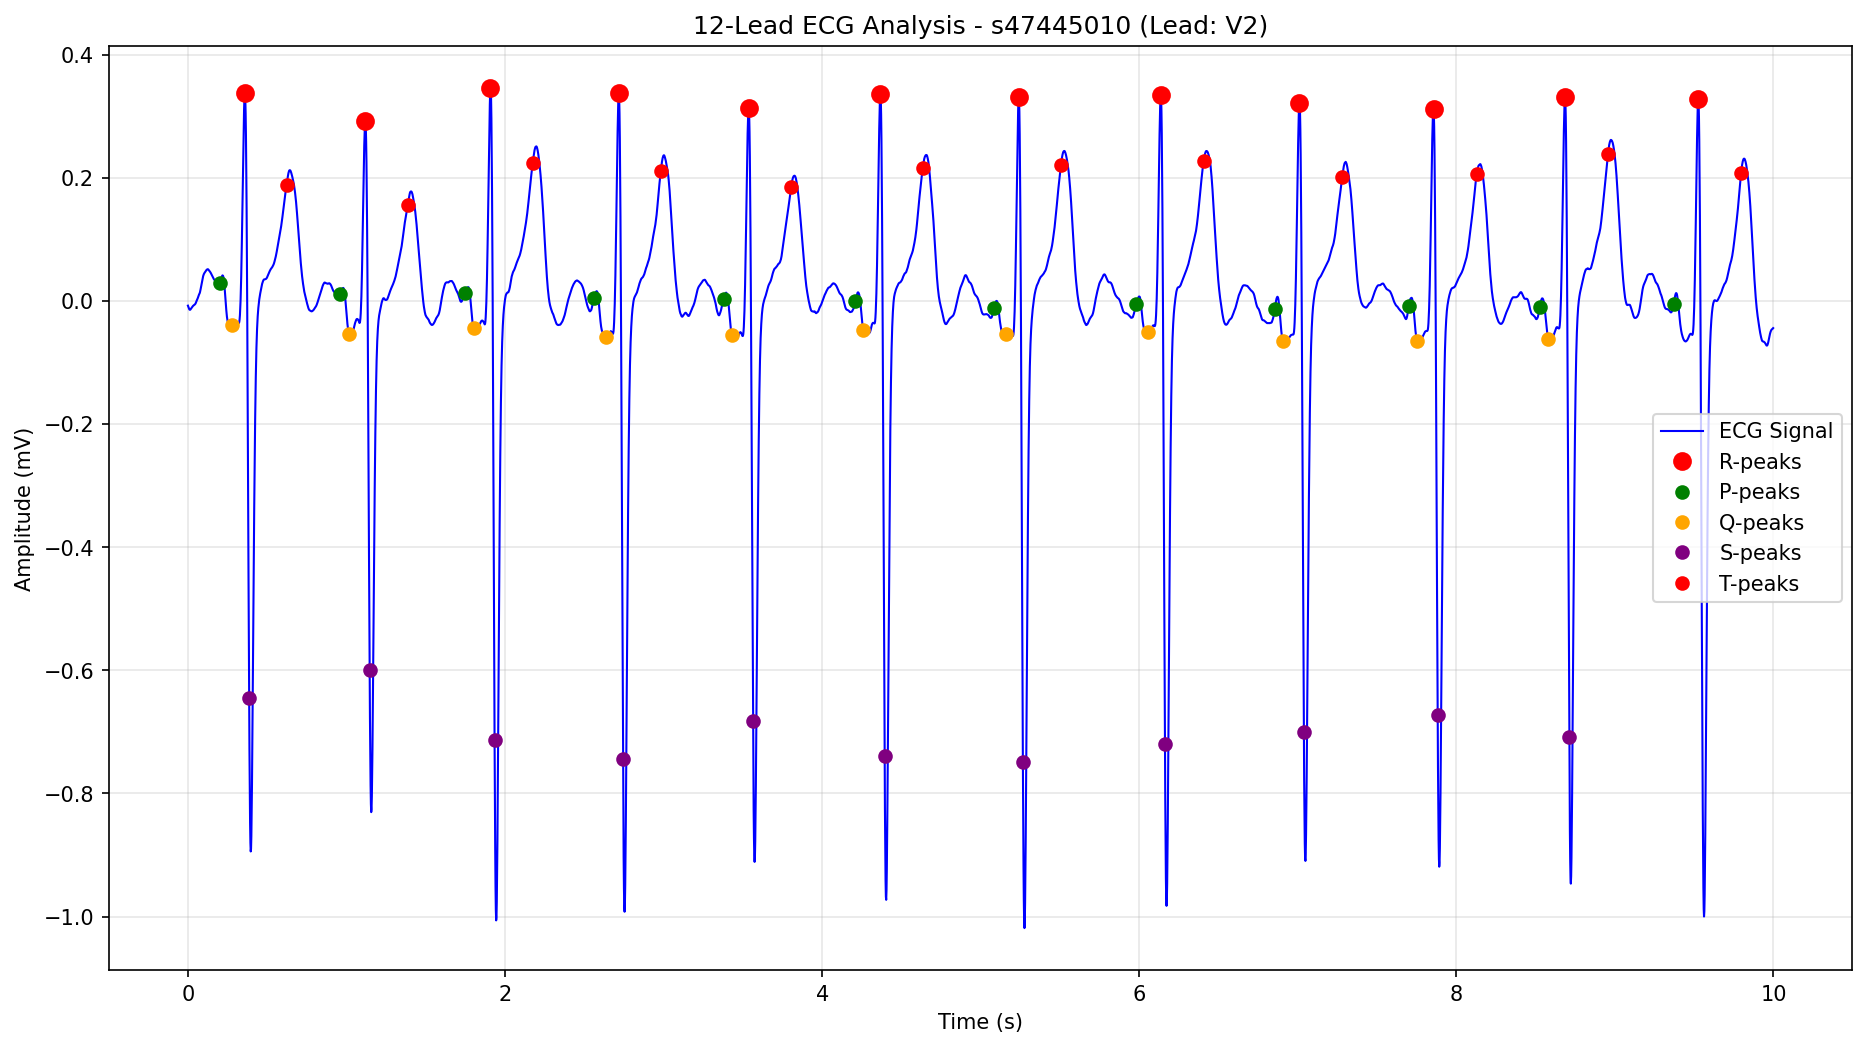 12-Lead ECG Analysis - s47445010 (Lead: V2)
Amplitude (mV)
0.4
0.2
0.0
−0.2
−0.4
−0.6
−0.8
−1.0
ECG Signal
R-peaks
P-peaks
Q-peaks
S-peaks
T-peaks
0 2 4 6 8 10
Time (s)